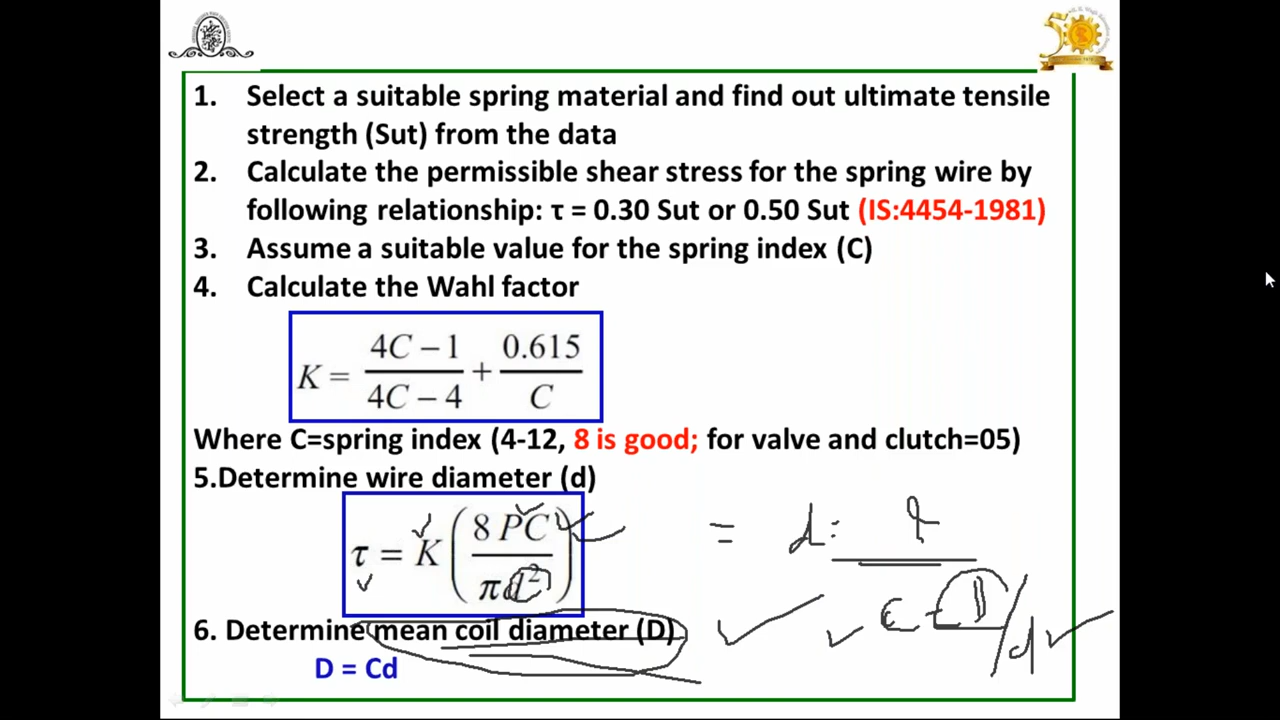 1. Select a suitable spring material and find out ultimate tensile
strength (Sut) from the data
2. Calculate the permissible shear stress for the spring wire by
following relationship: τ = 0.30 Sut or 0.50 Sut (IS:4454-1981)
3. Assume a suitable value for the spring index (C)
4. Calculate the Wahl factor
K = (4C – 1)/(4C – 4) + 0.615/C
Where C=spring index (4-12, 8 is good; for valve and clutch=05)
5.Determine wire diameter (d)
τ = K (8 PC / πd²)
= d:
6. Determine mean coil diameter (D)
C = D/d
D = Cd